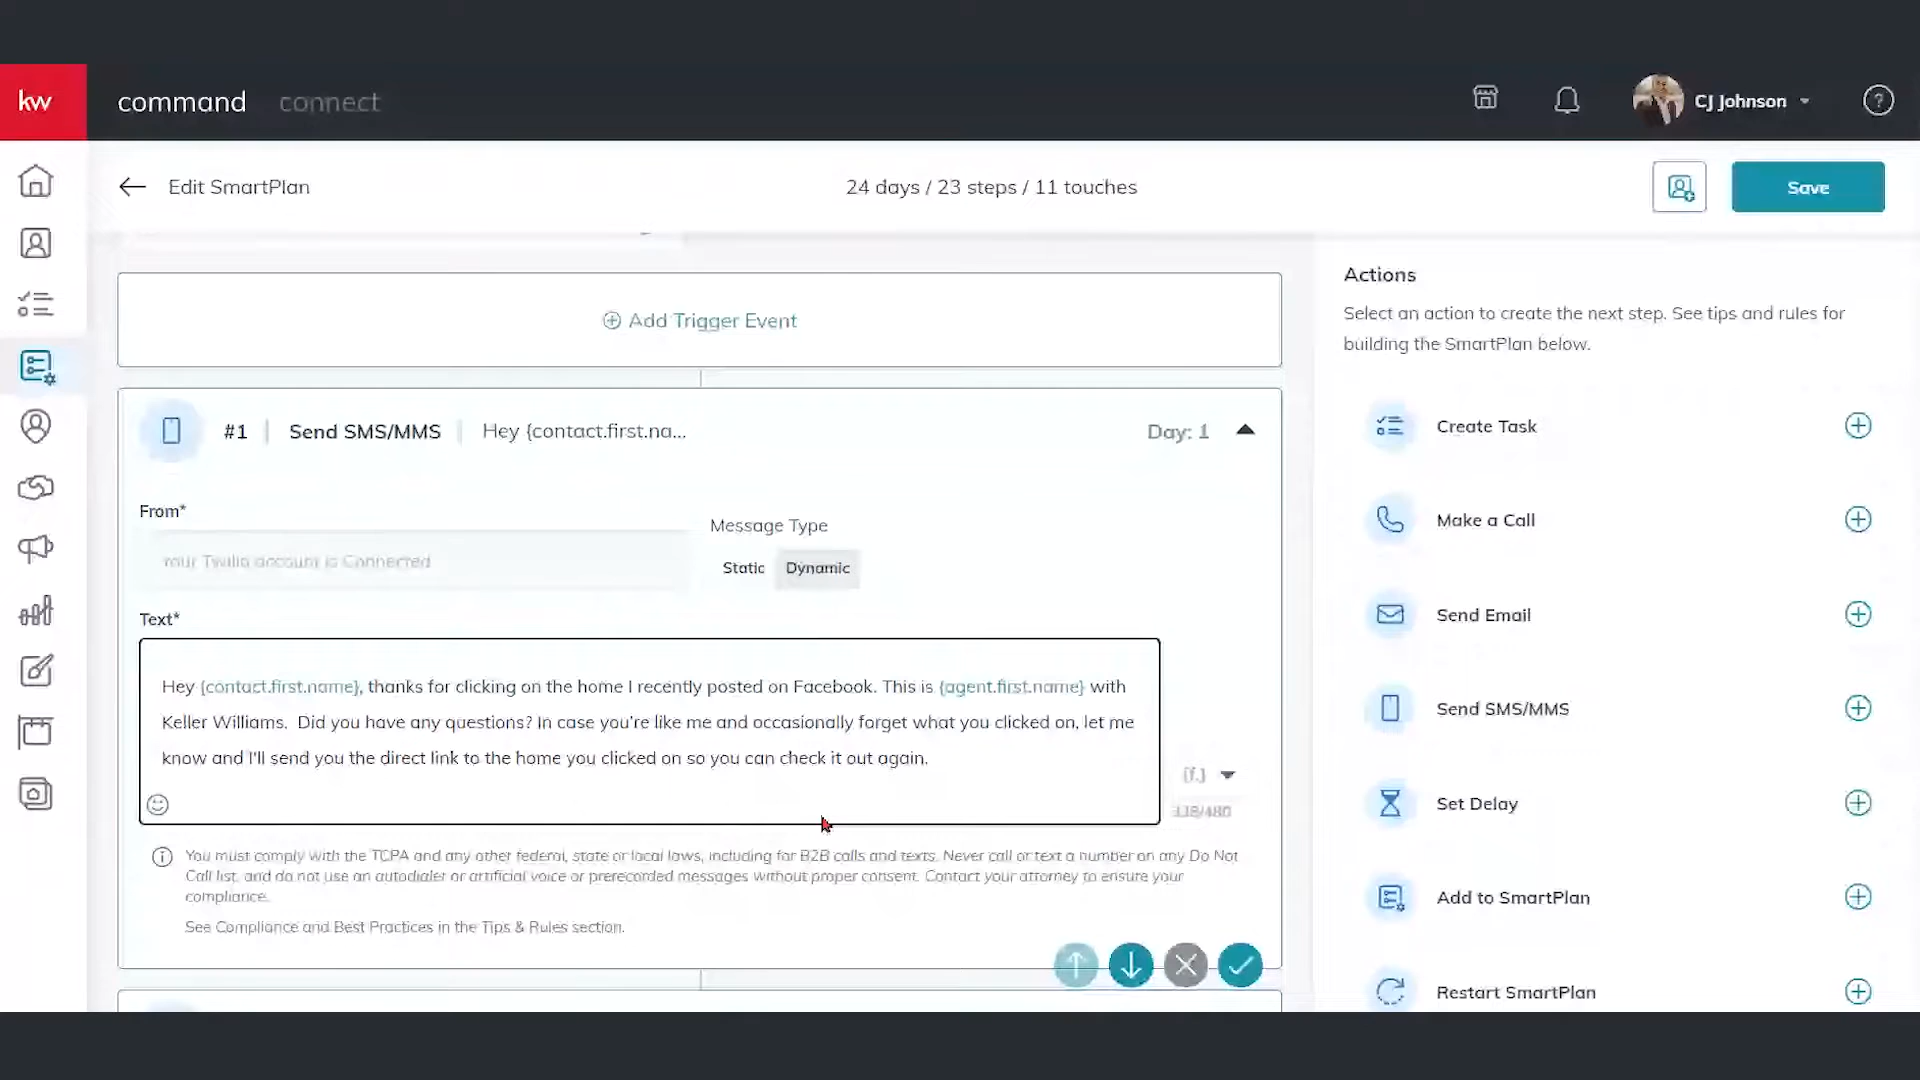 kw
command
connect
CJ Johnson
Edit SmartPlan
24 days / 23 steps / 11 touches
Save
Add Trigger Event
#1
Send SMS/MMS
Hey {contact.first.na...
Day: 1
From*
Your Twilio account is Connected
Message Type
Static
Dynamic
Text*
Hey {contact.first.name}, thanks for clicking on the home I recently posted on Facebook. This is {agent.first.name} with
Keller Williams.  Did you have any questions? In case you're like me and occasionally forget what you clicked on, let me
know and I'll send you the direct link to the home you clicked on so you can check it out again.
/480
You must comply with the TCPA and any other federal, state or local laws, including for B2B calls and texts. Never call or text a number on any Do Not
Call list, and do not use an autodialer or artificial voice or prerecorded messages without proper consent. Contact your attorney to ensure your
compliance.
See Compliance and Best Practices in the Tips & Rules section.
Actions
Select an action to create the next step. See tips and rules for
building the SmartPlan below.
Create Task
Make a Call
Send Email
Send SMS/MMS
Set Delay
Add to SmartPlan
Restart SmartPlan